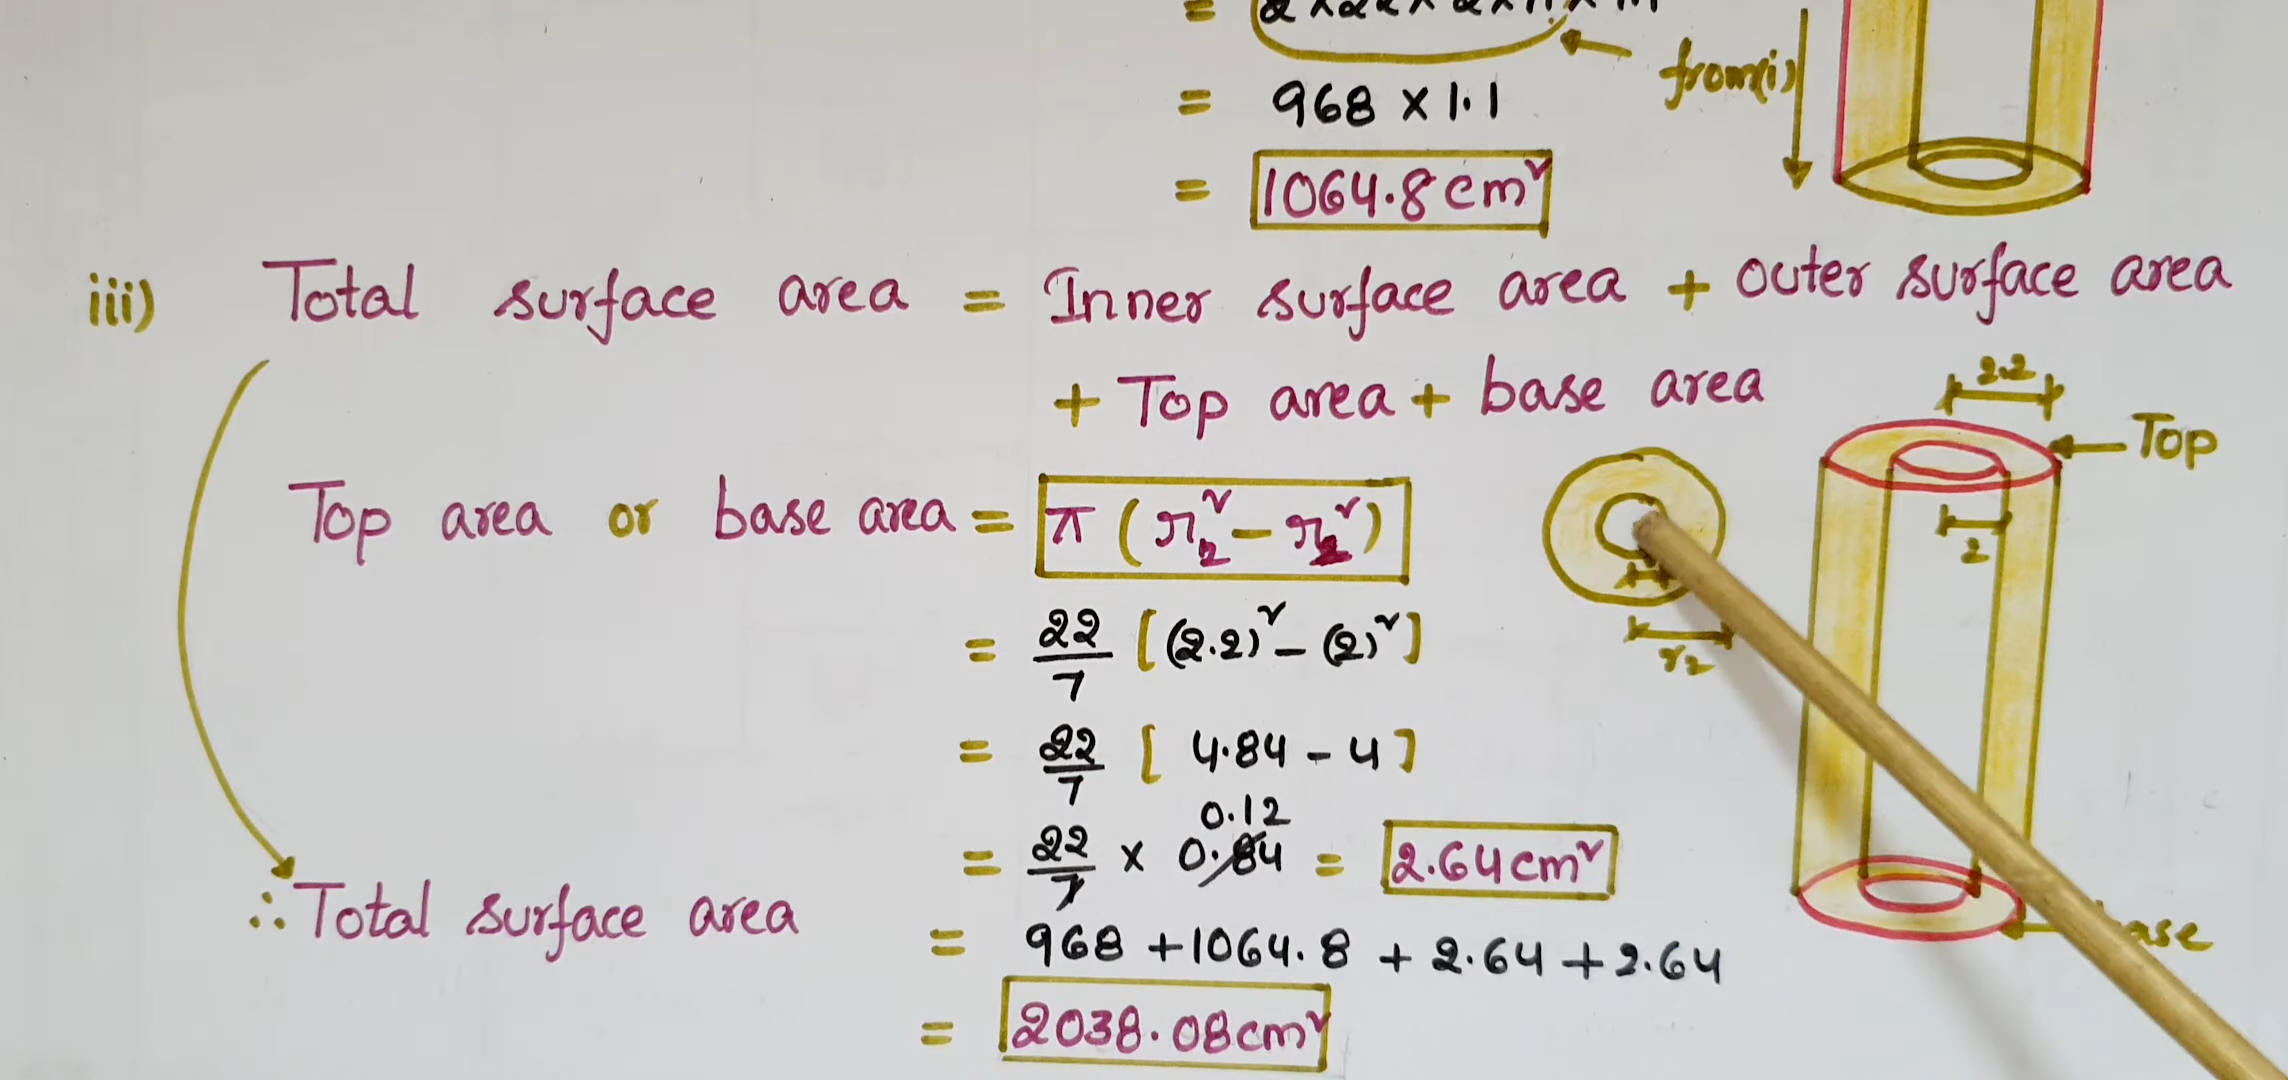 = 968 × 1.1
from(i)
= 1064.8 cm²
iii) Total surface area = Inner surface area + outer surface area
+ Top area + base area
2.2
Top
Top area or base area = π ( r₂² – r² )
2
= 22/7 [ (2.2)² – (2)² ]
r₂
= 22/7 [ 4.84 – 4 ]
0.12
= 22/7 × 0.84 = 2.64 cm²
∴ Total surface area = 968 + 1064.8 + 2.64 + 2.64
= 2038.08 cm²